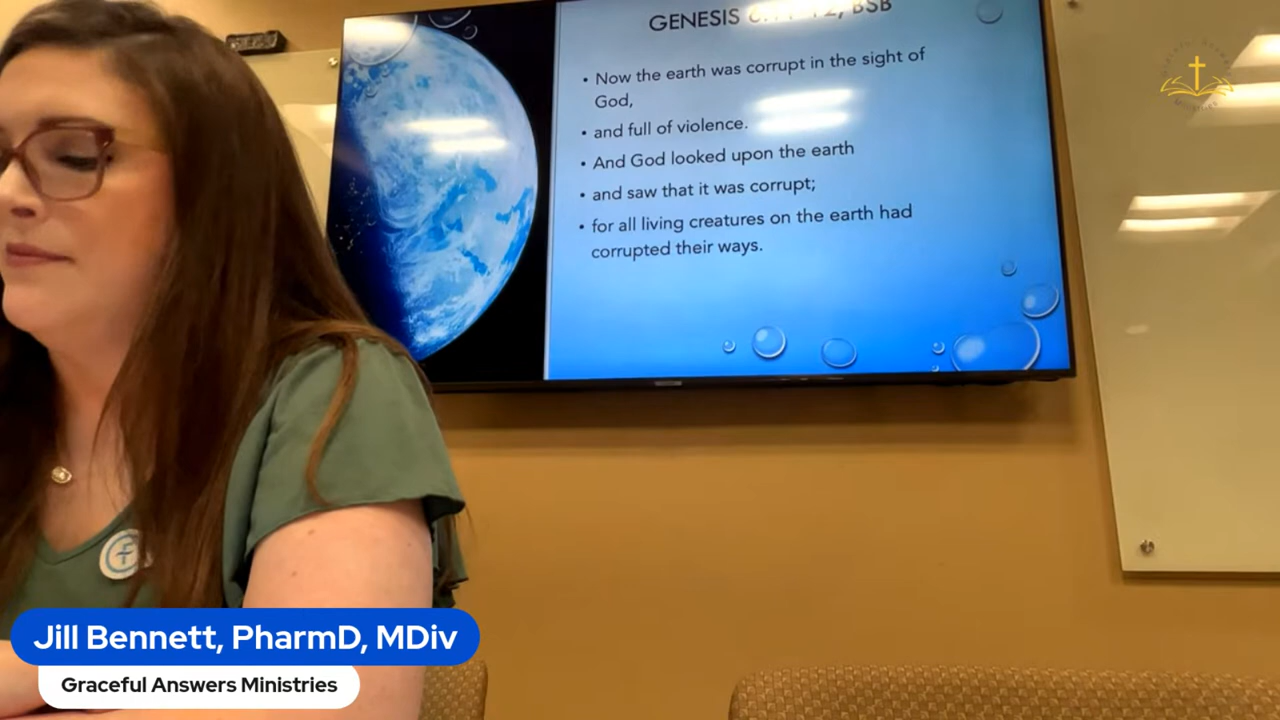 GENESIS BSB
• Now the earth was corrupt in the sight of
God,
• and full of violence.
• And God looked upon the earth
• and saw that it was corrupt;
• for all living creatures on the earth had
corrupted their ways.
Jill Bennett, PharmD, MDiv
Graceful Answers Ministries